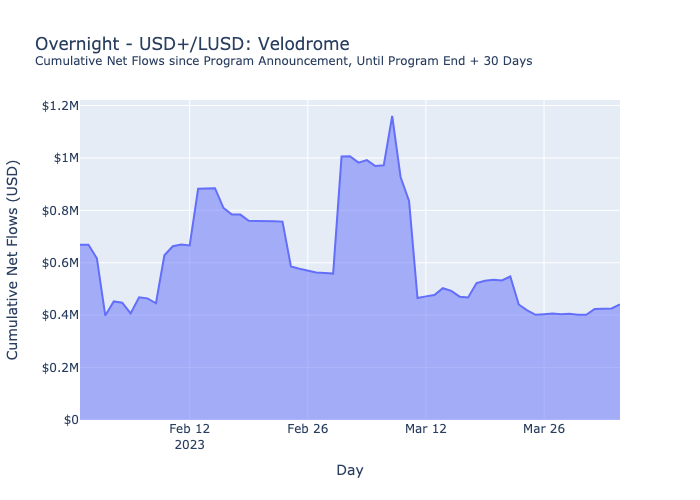 Overnight - USD+/LUSD: Velodrome
Cumulative Net Flows since Program Announcement, Until Program End + 30 Days
Cumulative Net Flows (USD)
$1.2M
$1M
$0.8M
$0.6M
$0.4M
$0.2M
$0
Feb 12
2023
Feb 26
Mar 12
Mar 26
Day